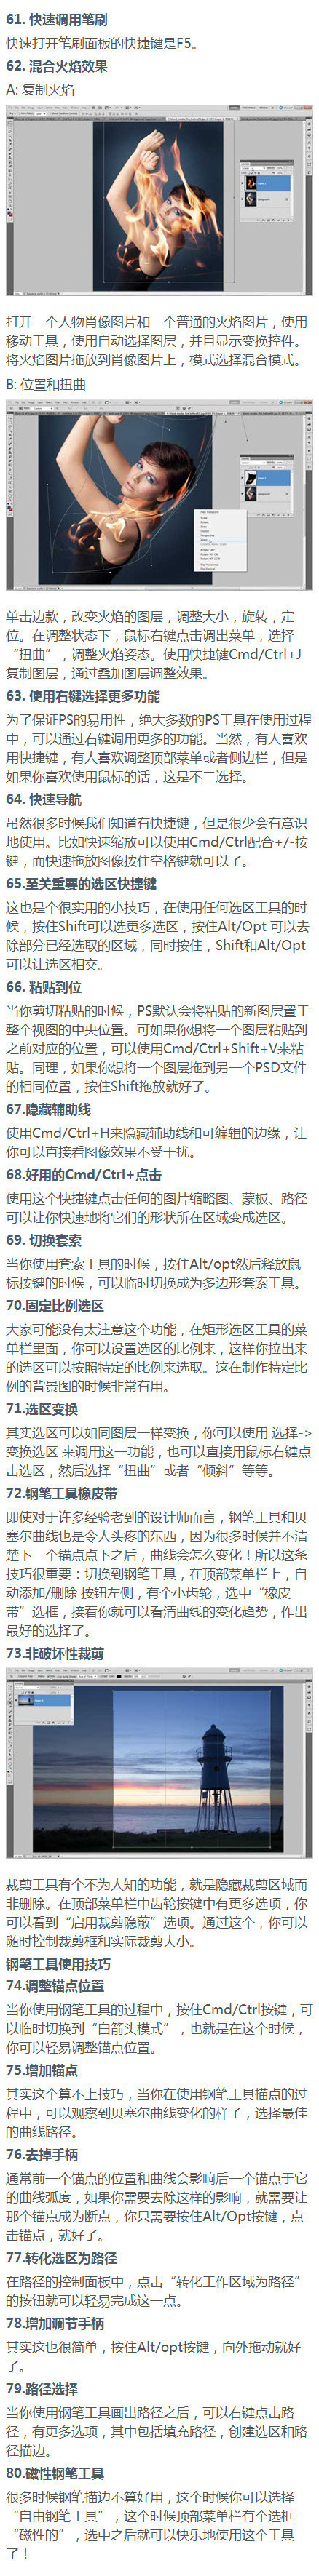 61. 快速调用笔刷
快速打开笔刷面板的快捷键是F5。
62. 混合火焰效果
A: 复制火焰
打开一个人物肖像图片和一个普通的火焰图片，使用
移动工具，使用自动选择图层，并且显示变换控件。
将火焰图片拖放到肖像图片上，模式选择混合模式。
B: 位置和扭曲
单击边款，改变火焰的图层，调整大小，旋转，定
位。在调整状态下，鼠标右键点击调出菜单，选择
“扭曲”，调整火焰姿态。使用快捷键Cmd/Ctrl+J
复制图层，通过叠加图层调整效果。
63. 使用右键选择更多功能
为了保证PS的易用性，绝大多数的PS工具在使用过程
中，可以通过右键调用更多的功能。当然，有人喜欢
用快捷键，有人喜欢调整顶部菜单或者侧边栏，但是
如果你喜欢使用鼠标的话，这是不二选择。
64. 快速导航
虽然很多时候我们知道有快捷键，但是很少会有意识
地使用。比如快速缩放可以使用Cmd/Ctrl配合+/-按
键，而快速拖放图像按住空格键就可以了。
65.至关重要的选区快捷键
这也是个很实用的小技巧，在使用任何选区工具的时
候，按住Shift可以选更多选区，按住Alt/Opt 可以去
除部分已经选取的区域，同时按住，Shift和Alt/Opt
可以让选区相交。
66. 粘贴到位
当你剪切粘贴的时候，PS默认会将粘贴的新图层置于
整个视图的中央位置。可如果你想将一个图层粘贴到
之前对应的位置，可以使用Cmd/Ctrl+Shift+V来粘
贴。同理，如果你想将一个图层拖到另一个PSD文件
的相同位置，按住Shift拖放就好了。
67.隐藏辅助线
使用Cmd/Ctrl+H来隐藏辅助线和可编辑的边缘，让
你可以直接看图像效果不受干扰。
68.好用的Cmd/Ctrl+点击
使用这个快捷键点击任何的图片缩略图、蒙板、路径
可以让你快速地将它们的形状所在区域变成选区。
69. 切换套索
当你使用套索工具的时候，按住Alt/opt然后释放鼠
标按键的时候，可以临时切换成为多边形套索工具。
70.固定比例选区
大家可能没有太注意这个功能，在矩形选区工具的菜
单栏里面，你可以设置选区的比例来，这样你拉出来
的选区可以按照特定的比例来选取。这在制作特定比
例的背景图的时候非常有用。
71.选区变换
其实选区可以如同图层一样变换，你可以使用 选择->
变换选区 来调用这一功能，也可以直接用鼠标右键点
击选区，然后选择“扭曲”或者“倾斜”等等。
72.钢笔工具橡皮带
即使对于许多经验老到的设计师而言，钢笔工具和贝
塞尔曲线也是令人头疼的东西，因为很多时候并不清
楚下一个锚点点下之后，曲线会怎么变化！所以这条
技巧很重要：切换到钢笔工具，在顶部菜单栏上，自
动添加/删除 按钮左侧，有个小齿轮，选中“橡皮
带”选框，接着你就可以看清曲线的变化趋势，作出
最好的选择了。
73.非破坏性裁剪
裁剪工具有个不为人知的功能，就是隐藏裁剪区域而
非删除。在顶部菜单栏中齿轮按键中有更多选项，你
可以看到“启用裁剪隐蔽”选项。通过这个，你可以
随时控制裁剪框和实际裁剪大小。
钢笔工具使用技巧
74.调整锚点位置
当你使用钢笔工具的过程中，按住Cmd/Ctrl按键，可
以临时切换到“白箭头模式”，也就是在这个时候，
你可以轻易调整锚点位置。
75.增加锚点
其实这个算不上技巧，当你在使用钢笔工具描点的过
程中，可以观察到贝塞尔曲线变化的样子，选择最佳
的曲线路径。
76.去掉手柄
通常前一个锚点的位置和曲线会影响后一个锚点于它
的曲线弧度，如果你需要去除这样的影响，就需要让
那个锚点成为断点，你只需要按住Alt/Opt按键，点
击锚点，就好了。
77.转化选区为路径
在路径的控制面板中，点击“转化工作区域为路径”
的按钮就可以轻易完成这一点。
78.增加调节手柄
其实这也很简单，按住Alt/opt按键，向外拖动就好
了。
79.路径选择
当你使用钢笔工具画出路径之后，可以右键点击路
径，有更多选项，其中包括填充路径，创建选区和路
径描边。
80.磁性钢笔工具
很多时候钢笔描边不算好用，这个时候你可以选择
“自由钢笔工具”，这个时候顶部菜单栏有个选框
“磁性的”，选中之后就可以快乐地使用这个工具
了！